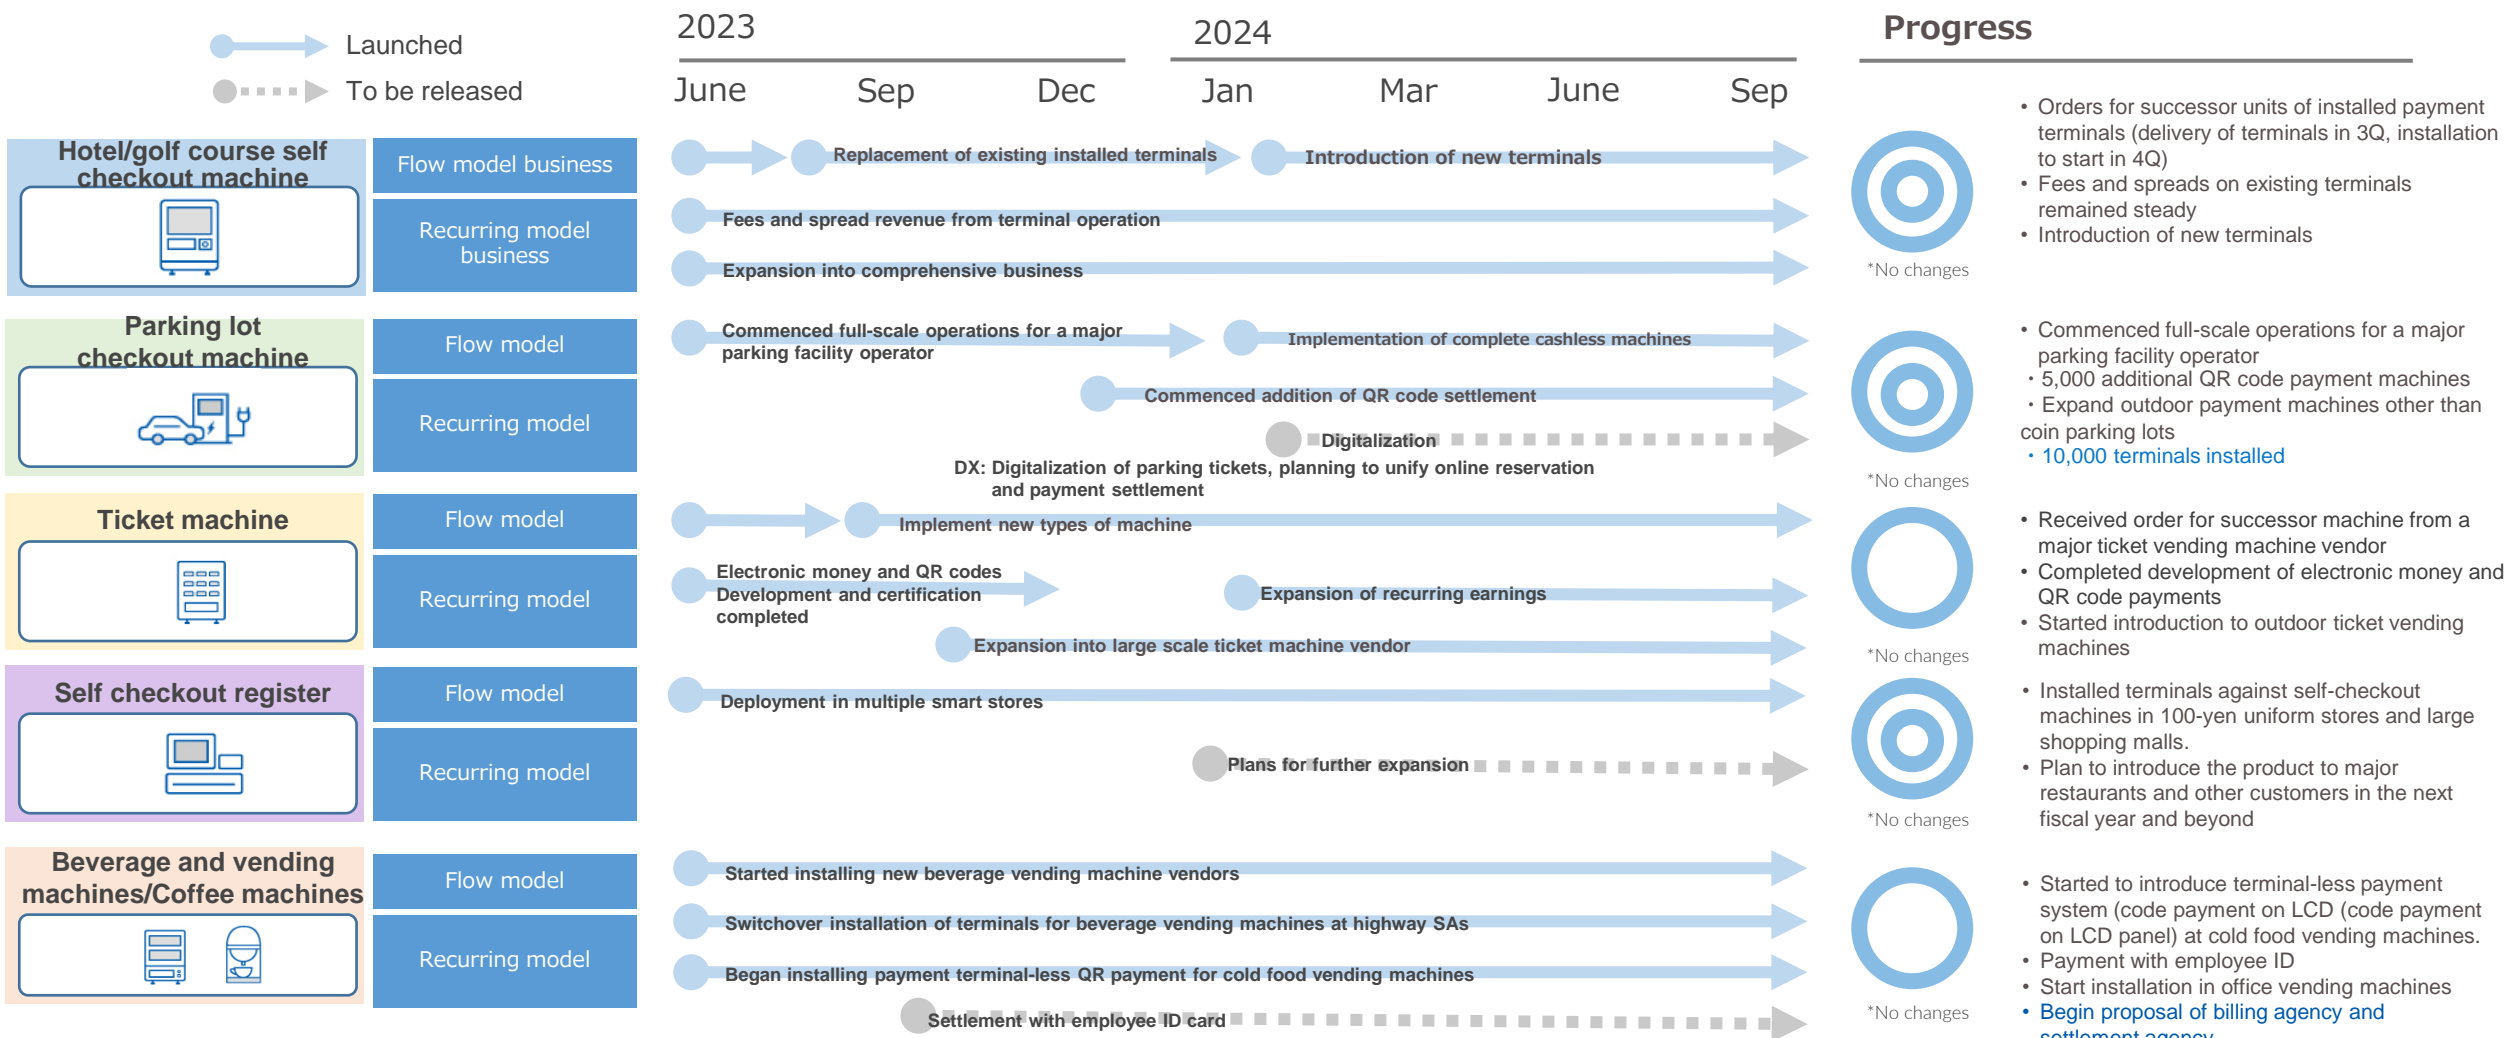 2023
2024
Progress
Launched
To be released
June
Sep
Dec
Jan
Mar
June
Sep
Hotel/golf course self
checkout machine
Flow model business
Recurring model
business
Replacement of existing installed terminals
Introduction of new terminals
Fees and spread revenue from terminal operation
Expansion into comprehensive business
*No changes
• Orders for successor units of installed payment
terminals (delivery of terminals in 3Q, installation
to start in 4Q)
• Fees and spreads on existing terminals
remained steady
• Introduction of new terminals
Parking lot
checkout machine
Flow model
Recurring model
Commenced full-scale operations for a major
parking facility operator
Implementation of complete cashless machines
Commenced addition of QR code settlement
Digitalization
DX: Digitalization of parking tickets, planning to unify online reservation
and payment settlement
*No changes
• Commenced full-scale operations for a major
parking facility operator
・5,000 additional QR code payment machines
・Expand outdoor payment machines other than
coin parking lots
・10,000 terminals installed
Ticket machine
Flow model
Recurring model
Implement new types of machine
Electronic money and QR codes
Development and certification
completed
Expansion of recurring earnings
Expansion into large scale ticket machine vendor
*No changes
• Received order for successor machine from a
major ticket vending machine vendor
• Completed development of electronic money and
QR code payments
• Started introduction to outdoor ticket vending
machines
Self checkout register
Flow model
Recurring model
Deployment in multiple smart stores
Plans for further expansion
*No changes
• Installed terminals against self-checkout
machines in 100-yen uniform stores and large
shopping malls.
• Plan to introduce the product to major
restaurants and other customers in the next
fiscal year and beyond
Beverage and vending
machines/Coffee machines
Flow model
Recurring model
Started installing new beverage vending machine vendors
Switchover installation of terminals for beverage vending machines at highway SAs
Began installing payment terminal-less QR payment for cold food vending machines
Settlement with employee ID card
*No changes
• Started to introduce terminal-less payment
system (code payment on LCD (code payment
on LCD panel) at cold food vending machines.
• Payment with employee ID
• Start installation in office vending machines
• Begin proposal of billing agency and
settlement agency